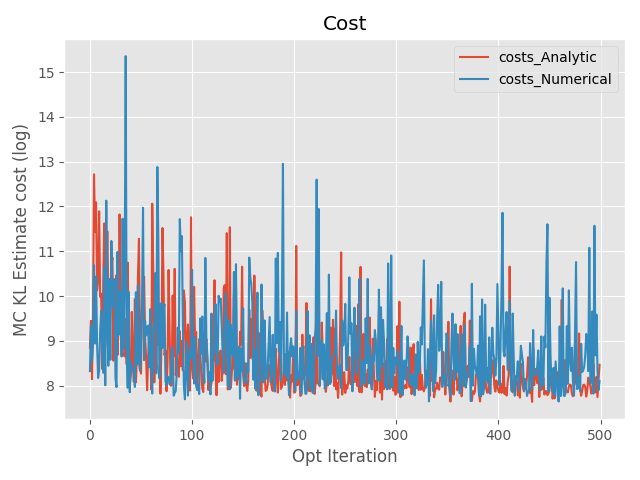 Cost
costs_Analytic
costs_Numerical
MC KL Estimate cost (log)
15
14
13
12
11
10
9
8
0
100
200
300
400
500
Opt Iteration